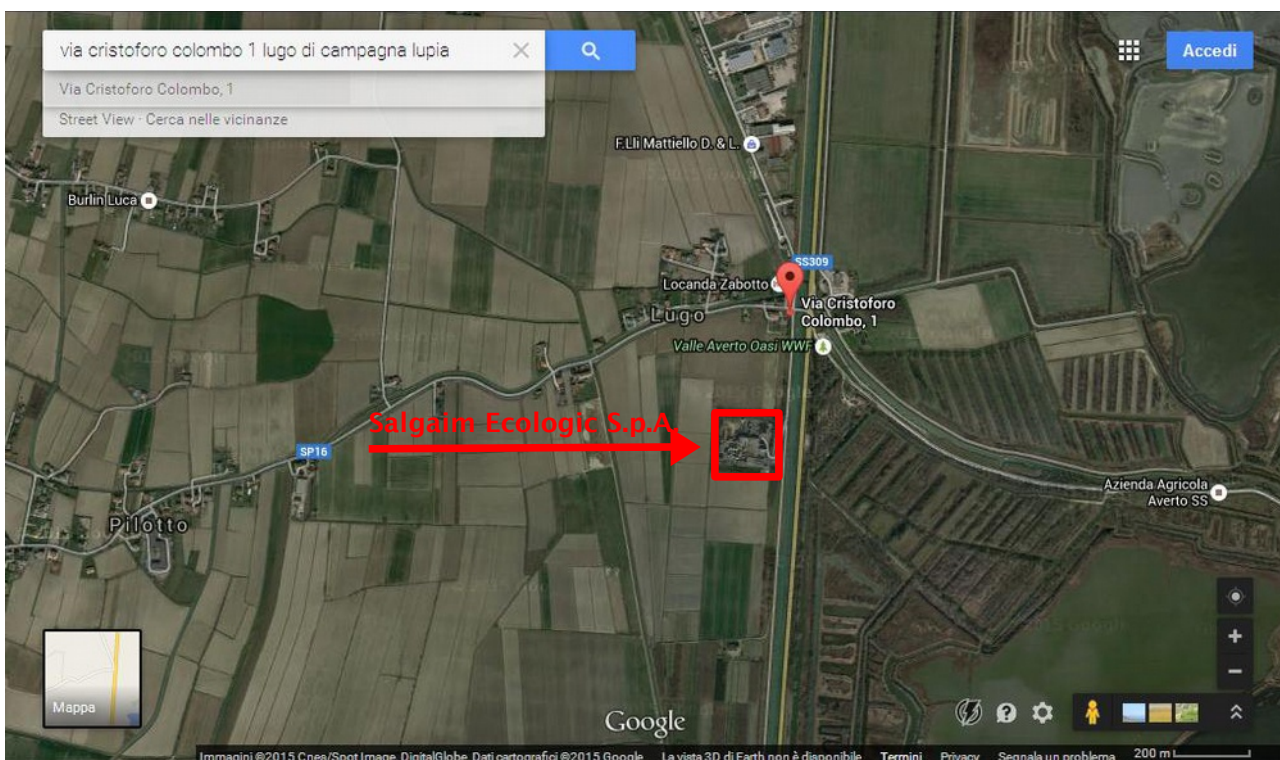 via cristoforo colombo 1 lugo di campagna lupia
Accedi
Via Cristoforo Colombo, 1
Street View · Cerca nelle vicinanze
F.Lli Mattiello D. & L.
Burlin Luca
SS309
Locanda Zabotto
Via Cristoforo
Colombo, 1
Lugo
Valle Averto Oasi WWF
Salgaim Ecologic S.p.A.
SP16
Azienda Agricola
Averto SS
Pilotto
Mappa
Google
Immagini ©2015 Cnes/Spot Image, DigitalGlobe, Dati cartografici ©2015 Google La vista 3D di Earth non è disponibile Termini Privacy Segnala un problema 200 m